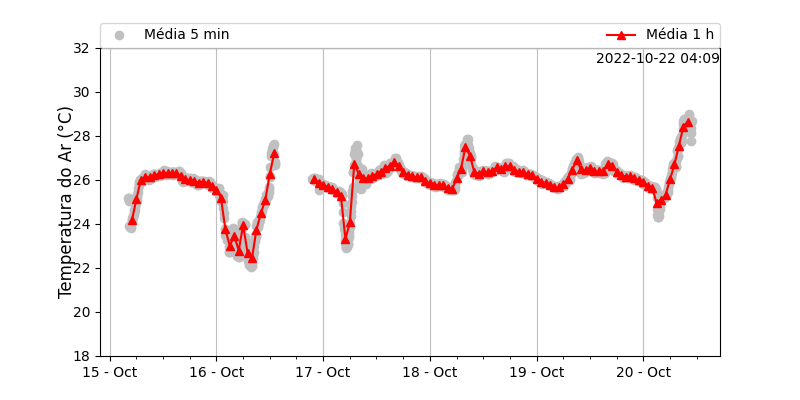 Média 5 min
Média 1 h
2022-10-22 04:09
Temperatura do Ar (°C)
32
30
28
26
24
22
20
18
15 - Oct
16 - Oct
17 - Oct
18 - Oct
19 - Oct
20 - Oct